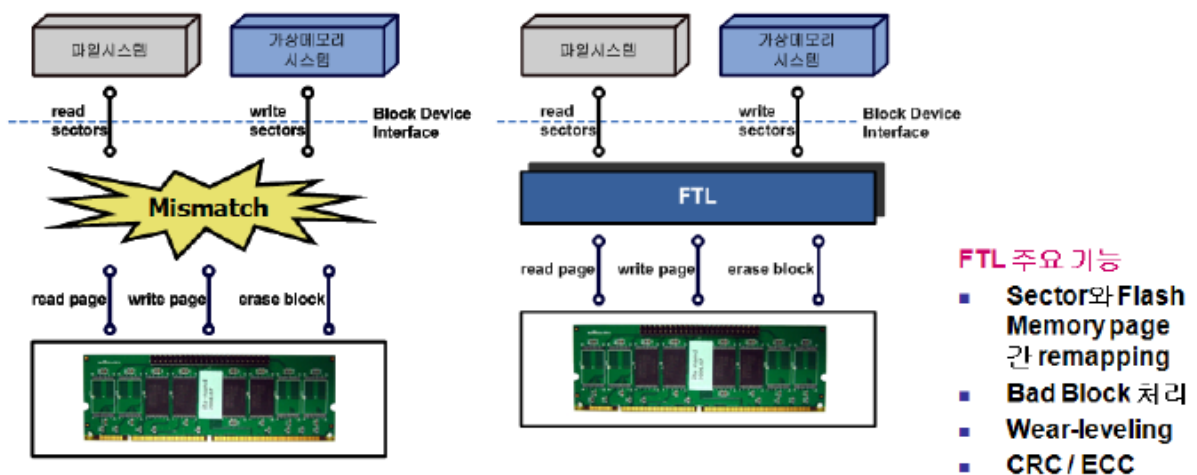 파일시스템
가상메모리
시스템
read
sectors
write
sectors
Block Device
Interface
Mismatch
read page
write page
erase block
파일시스템
가상메모리
시스템
read
sectors
write
sectors
Block Device
Interface
FTL
read page
write page
erase block
FTL 주요 기능
Sector와 Flash
Memory page
간 remapping
Bad Block 처리
Wear-leveling
CRC / ECC